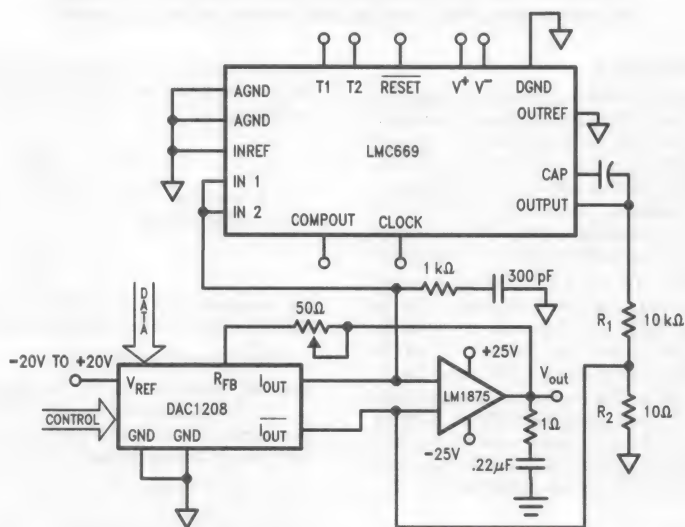 T1 T2 RESET V+ V− DGND
AGND
AGND
INREF
IN 1
IN 2
LMC669
OUTREF
CAP
OUTPUT
COMPOUT CLOCK
1 kΩ
300 pF
R1 10 kΩ
R2 10Ω
DATA
50Ω
−20V TO +20V
VREF
RFB
IOUT
IOUT
DAC1208
CONTROL
GND GND
+25V
LM1875
−25V
Vout
1Ω
.22μF